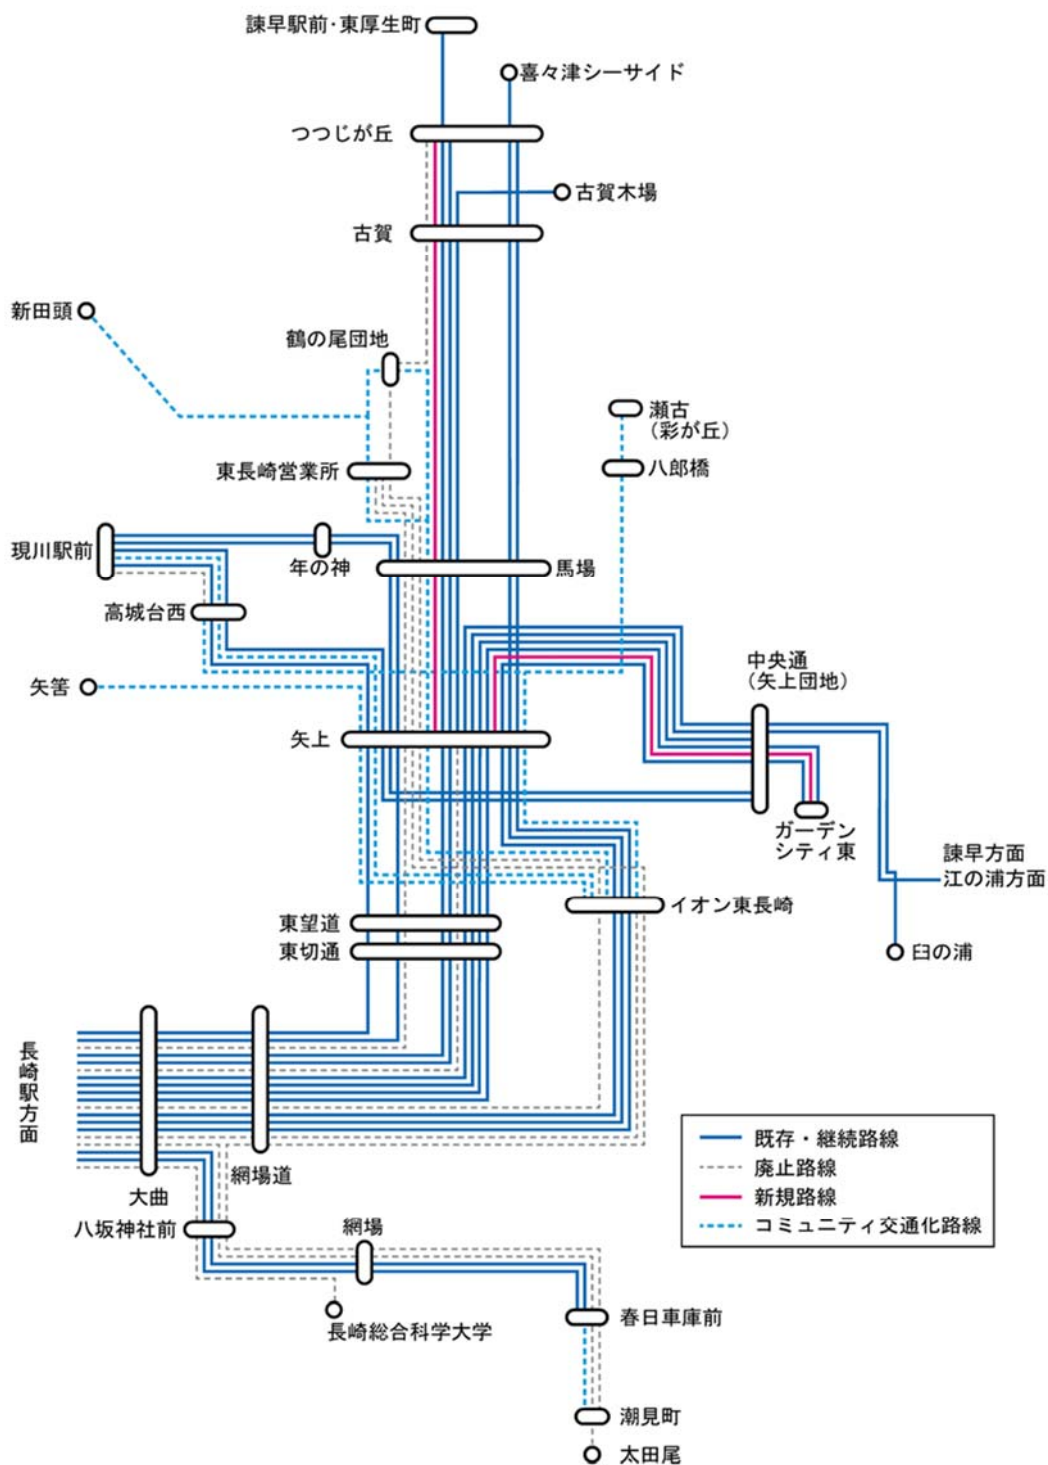 諫早駅前・東厚生町
喜々津シーサイド
つつじが丘
古賀木場
古賀
新田頭
鶴の尾団地
瀬古
（彩が丘）
東長崎営業所
八郎橋
現川駅前
年の神
馬場
高城台西
中央通
（矢上団地）
矢筈
矢上
ガーデン
シティ東
諫早方面
江の浦方面
イオン東長崎
東望道
東切通
臼の浦
長崎駅方面
既存・継続路線
廃止路線
新規路線
コミュニティ交通化路線
網場道
大曲
八坂神社前
網場
長崎総合科学大学
春日車庫前
潮見町
太田尾